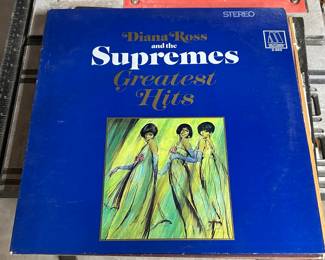 STEREO
Diana Ross
and the
Supremes
Greatest
Hits